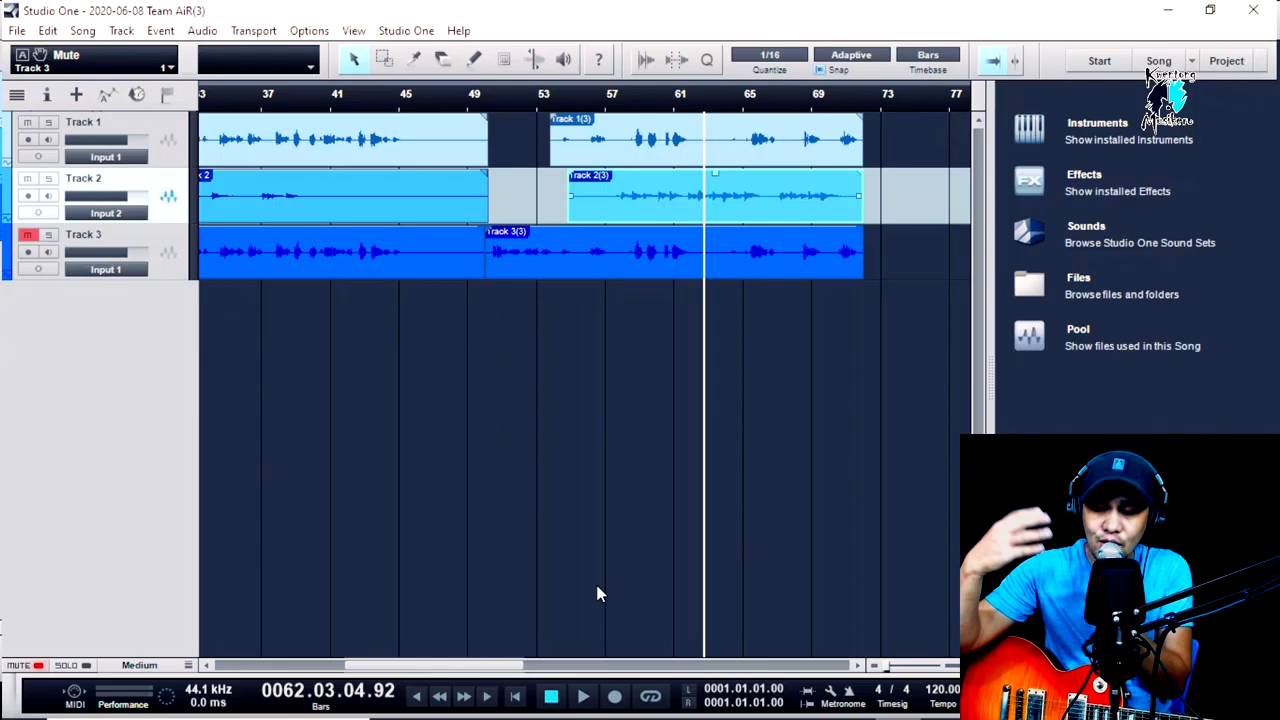 Studio One - 2020-06-08 Team AiR(3)
File Edit Song Track Event Audio Transport Options View Studio One Help
A Mute
Track 3 1
1/16 Quantize
Adaptive Snap
Bars Timebase
Start Song Project
37 41 45 49 53 57 61 65 69 73 77
Track 1
M S
Input 1
Track 1(3)
Track 2
M S
Input 2
Track 2(3)
Track 3
M S
Input 1
Track 3(3)
Instruments
Show installed Instruments
FX
Effects
Show installed Effects
Sounds
Browse Studio One Sound Sets
Files
Browse files and folders
Pool
Show files used in this Song
MUTE SOLO Medium
MIDI
Performance
44.1 kHz
0.0 ms
0062.03.04.92
Bars
L 0001.01.01.00
R 0001.01.01.00
Metronome
4 / 4
Timesig
120.00
Tempo